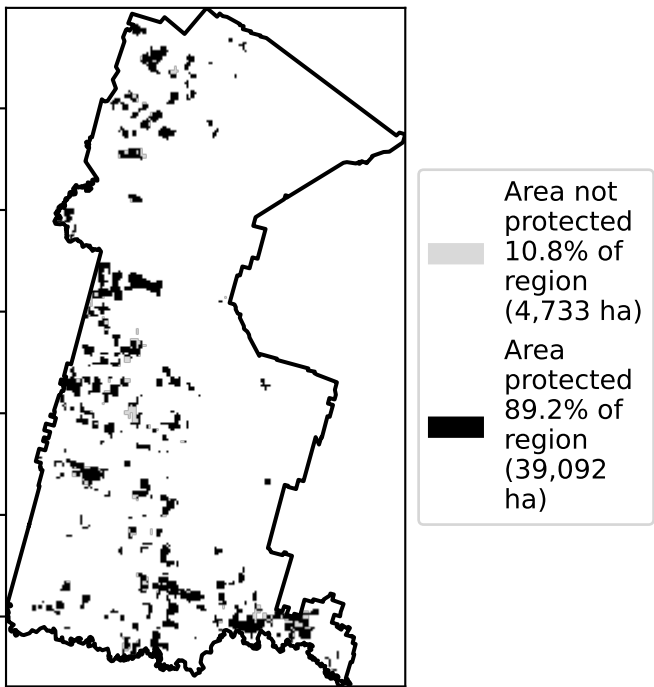 Area not
protected
10.8% of
region
(4,733 ha)
Area
protected
89.2% of
region
(39,092
ha)